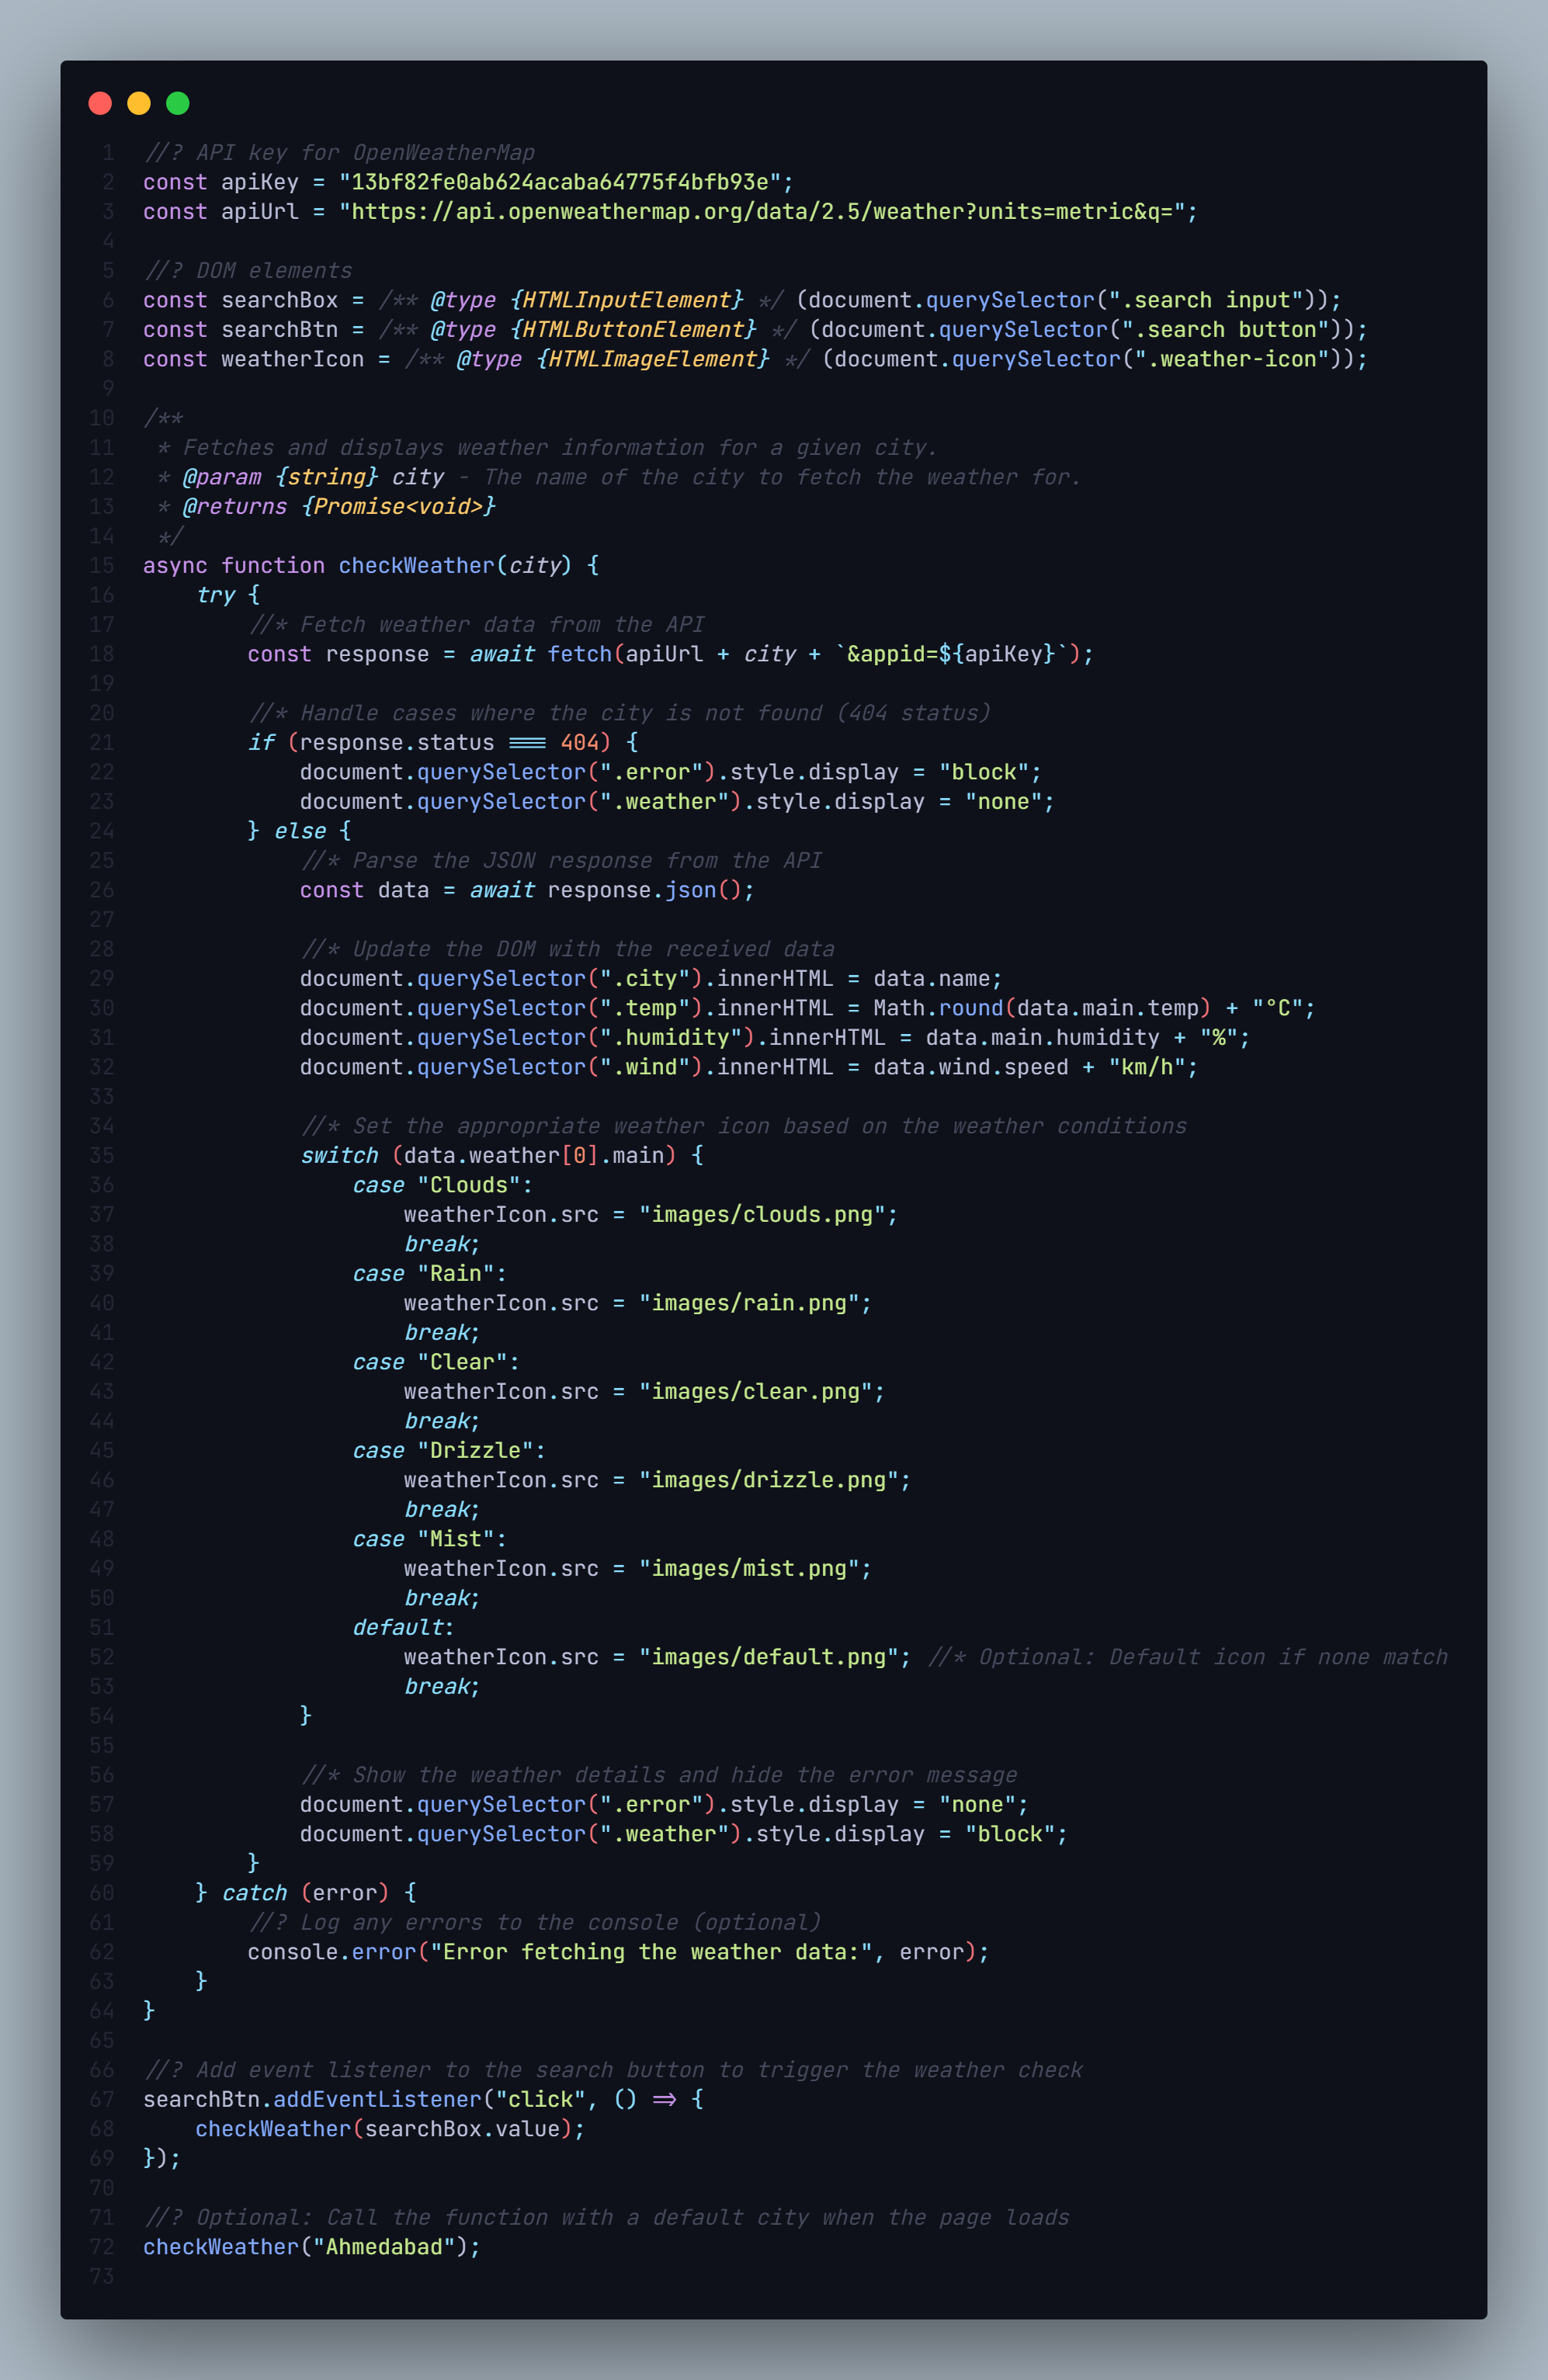 1 //? API key for OpenWeatherMap
2 const apiKey = "13bf82fe0ab624acaba64775f4bfb93e";
3 const apiUrl = "https://api.openweathermap.org/data/2.5/weather?units=metric&q=";
4
5 //? DOM elements
6 const searchBox = /** @type {HTMLInputElement} */ (document.querySelector(".search input"));
7 const searchBtn = /** @type {HTMLButtonElement} */ (document.querySelector(".search button"));
8 const weatherIcon = /** @type {HTMLImageElement} */ (document.querySelector(".weather-icon"));
9
10 /**
11  * Fetches and displays weather information for a given city.
12  * @param {string} city - The name of the city to fetch the weather for.
13  * @returns {Promise<void>}
14  */
15 async function checkWeather(city) {
16     try {
17         //* Fetch weather data from the API
18         const response = await fetch(apiUrl + city + `&appid=${apiKey}`);
19
20         //* Handle cases where the city is not found (404 status)
21         if (response.status === 404) {
22             document.querySelector(".error").style.display = "block";
23             document.querySelector(".weather").style.display = "none";
24         } else {
25             //* Parse the JSON response from the API
26             const data = await response.json();
27
28             //* Update the DOM with the received data
29             document.querySelector(".city").innerHTML = data.name;
30             document.querySelector(".temp").innerHTML = Math.round(data.main.temp) + "°C";
31             document.querySelector(".humidity").innerHTML = data.main.humidity + "%";
32             document.querySelector(".wind").innerHTML = data.wind.speed + "km/h";
33
34             //* Set the appropriate weather icon based on the weather conditions
35             switch (data.weather[0].main) {
36                 case "Clouds":
37                     weatherIcon.src = "images/clouds.png";
38                     break;
39                 case "Rain":
40                     weatherIcon.src = "images/rain.png";
41                     break;
42                 case "Clear":
43                     weatherIcon.src = "images/clear.png";
44                     break;
45                 case "Drizzle":
46                     weatherIcon.src = "images/drizzle.png";
47                     break;
48                 case "Mist":
49                     weatherIcon.src = "images/mist.png";
50                     break;
51                 default:
52                     weatherIcon.src = "images/default.png"; //* Optional: Default icon if none match
53                     break;
54             }
55
56             //* Show the weather details and hide the error message
57             document.querySelector(".error").style.display = "none";
58             document.querySelector(".weather").style.display = "block";
59         }
60     } catch (error) {
61         //? Log any errors to the console (optional)
62         console.error("Error fetching the weather data:", error);
63     }
64 }
65
66 //? Add event listener to the search button to trigger the weather check
67 searchBtn.addEventListener("click", () => {
68     checkWeather(searchBox.value);
69 });
70
71 //? Optional: Call the function with a default city when the page loads
72 checkWeather("Ahmedabad");
73